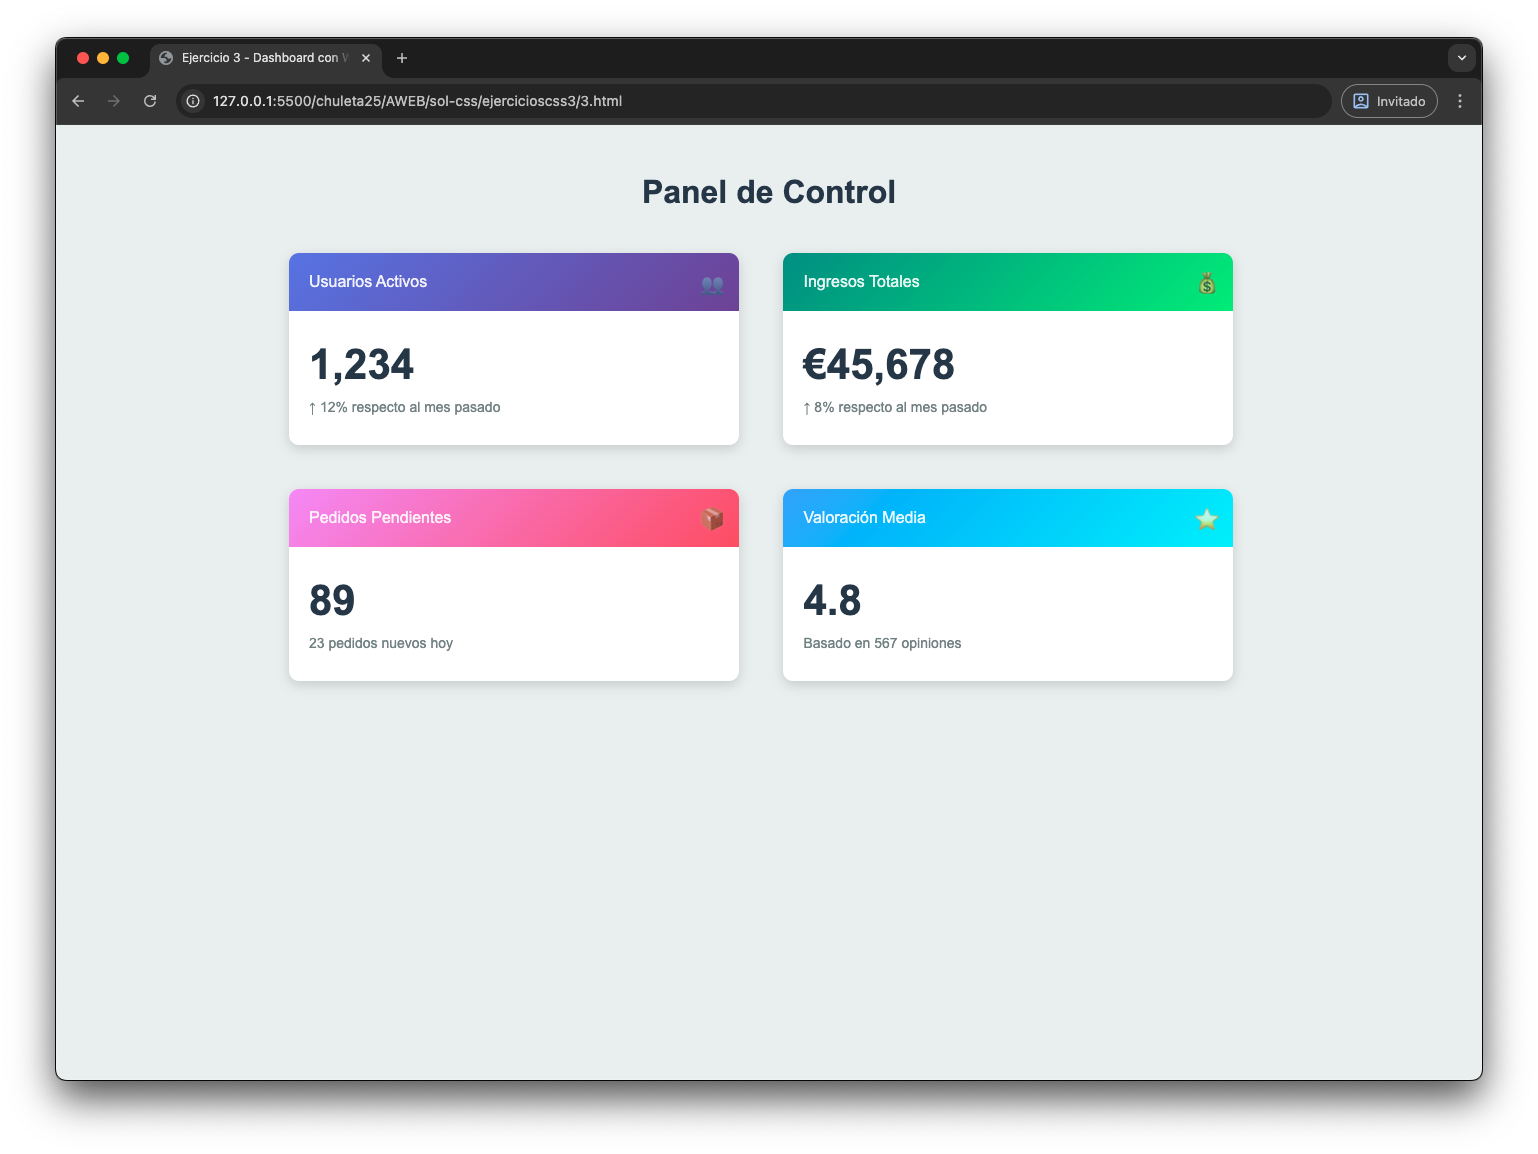 Ejercicio 3 - Dashboard con
127.0.0.1:5500/chuleta25/AWEB/sol-css/ejercicioscss3/3.html
Invitado
Panel de Control
Usuarios Activos
1,234
↑ 12% respecto al mes pasado
Ingresos Totales
€45,678
↑ 8% respecto al mes pasado
Pedidos Pendientes
89
23 pedidos nuevos hoy
Valoración Media
4.8
Basado en 567 opiniones